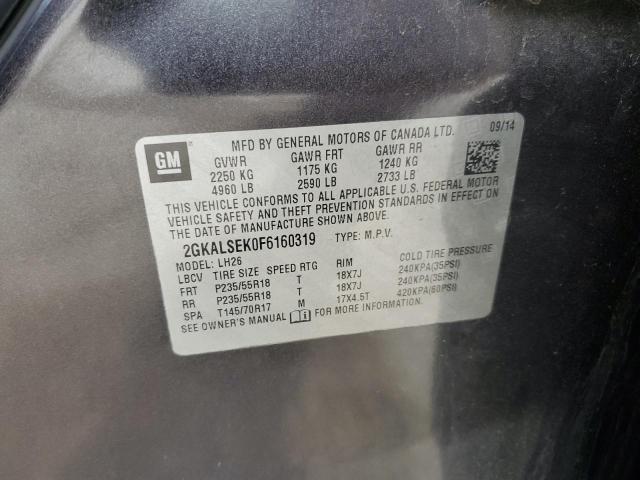 MFD BY GENERAL MOTORS OF CANADA LTD. 09/14
GM
GVWR GAWR FRT GAWR RR
2250 KG 1175 KG 1240 KG
4960 LB 2590 LB 2733 LB
THIS VEHICLE CONFORMS TO ALL APPLICABLE U.S. FEDERAL MOTOR
VEHICLE SAFETY AND THEFT PREVENTION STANDARDS IN EFFECT ON
THE DATE OF MANUFACTURE SHOWN ABOVE.
2GKALSEK0F6160319 TYPE: M.P.V.
MODEL: LH26
LBCV TIRE SIZE SPEED RTG RIM COLD TIRE PRESSURE
FRT P235/55R18 T 18X7J 240KPA(35PSI)
RR P235/55R18 T 18X7J 240KPA(35PSI)
SPA T145/70R17 M 17X4.5T 420KPA(60PSI)
SEE OWNER'S MANUAL FOR MORE INFORMATION.